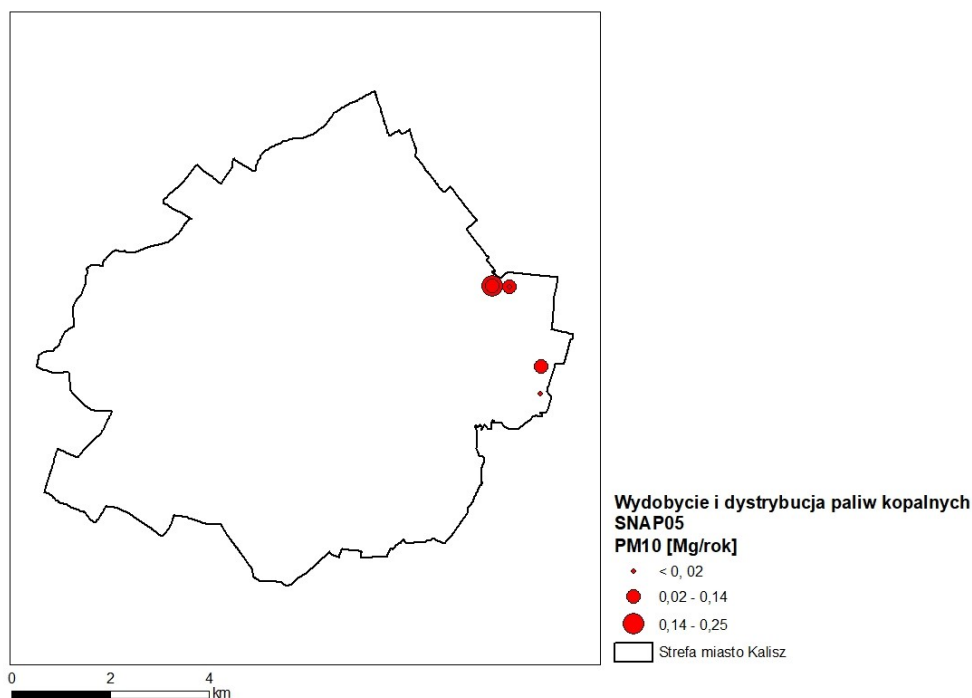 Wydobycie i dystrybucja paliw kopalnych
SNAP05
PM10 [Mg/rok]
< 0, 02
0,02 - 0,14
0,14 - 0,25
Strefa miasto Kalisz
0 2 4
km